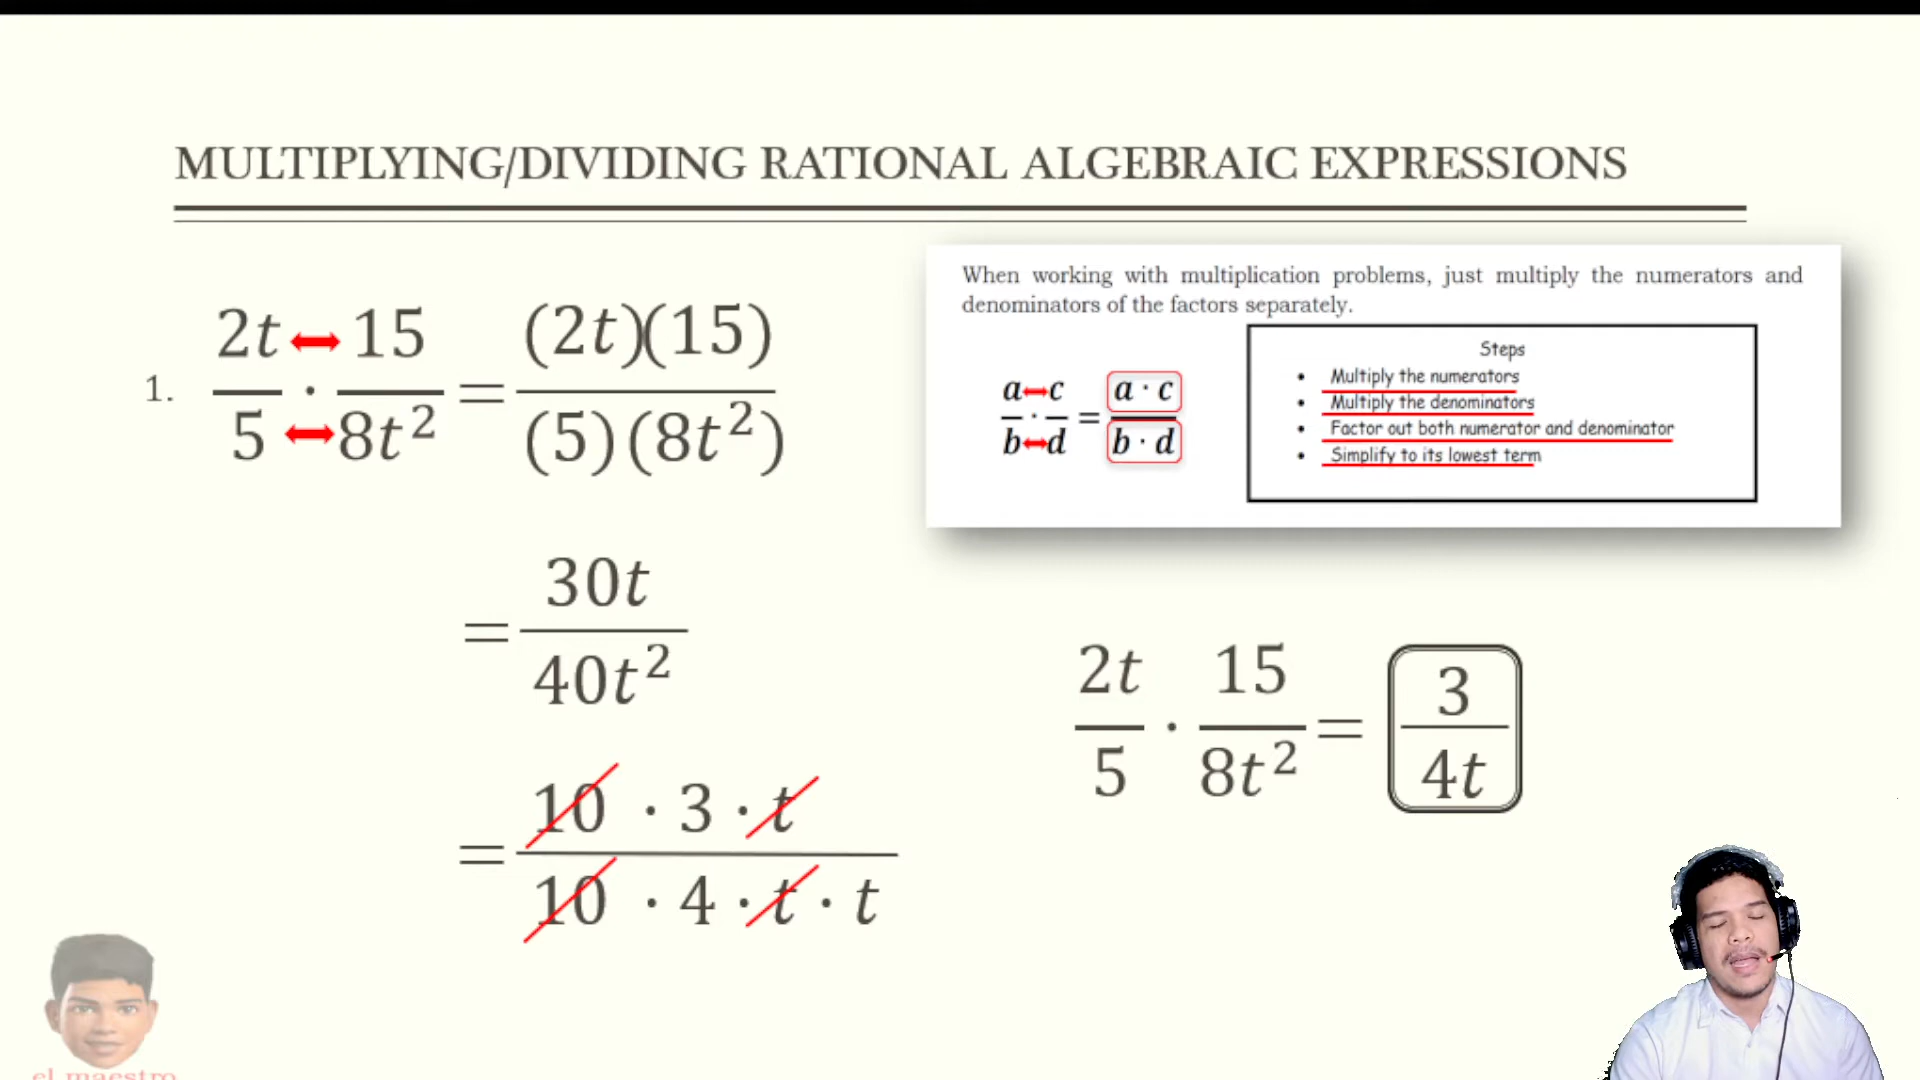 MULTIPLYING/DIVIDING RATIONAL ALGEBRAIC EXPRESSIONS
1. 2t/5 · 15/8t² = (2t)(15)/(5)(8t²)
= 30t/40t²
= 10 · 3 · t/10 · 4 · t · t
When working with multiplication problems, just multiply the numerators and
denominators of the factors separately.
a/b · c/d = a · c/b · d
Steps
• Multiply the numerators
• Multiply the denominators
• Factor out both numerator and denominator
• Simplify to its lowest term
2t/5 · 15/8t² = 3/4t
el maestro